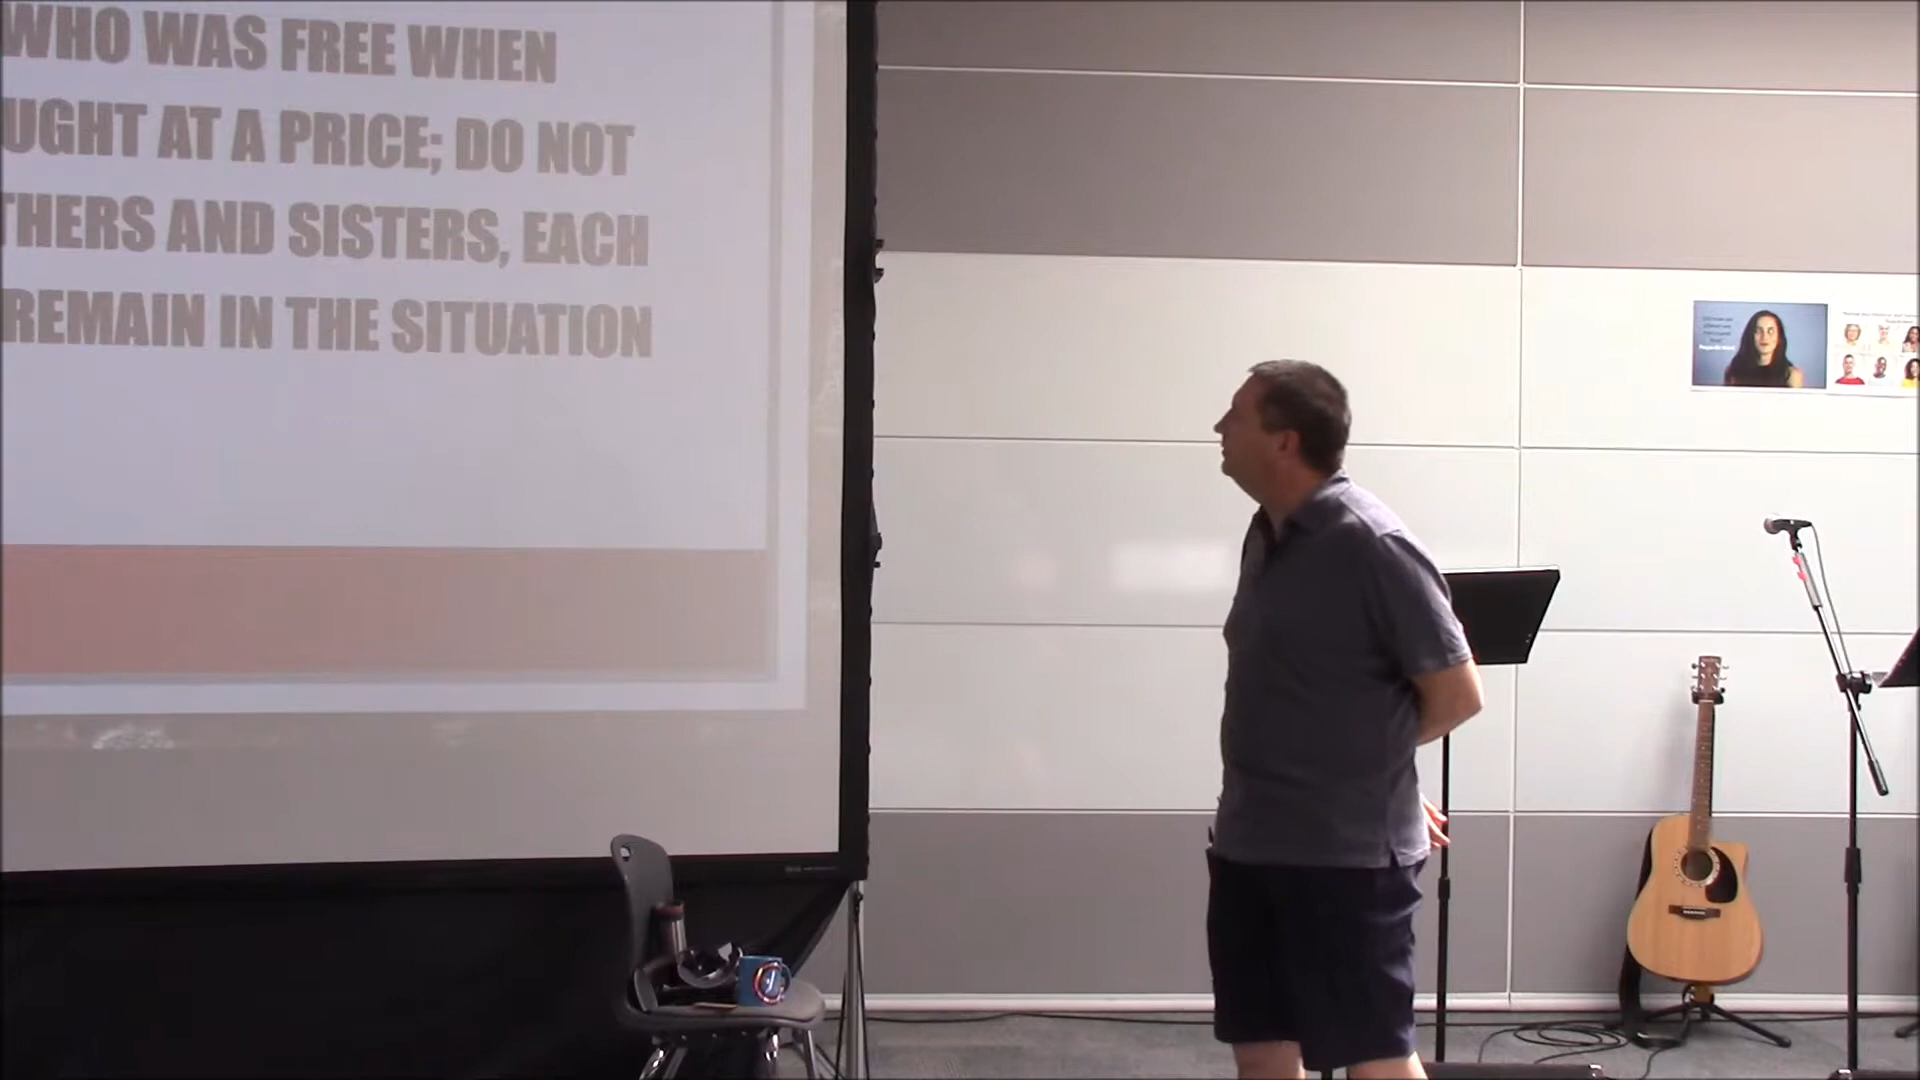 WHO WAS FREE WHEN
UGHT AT A PRICE; DO NOT
THERS AND SISTERS, EACH
REMAIN IN THE SITUATION